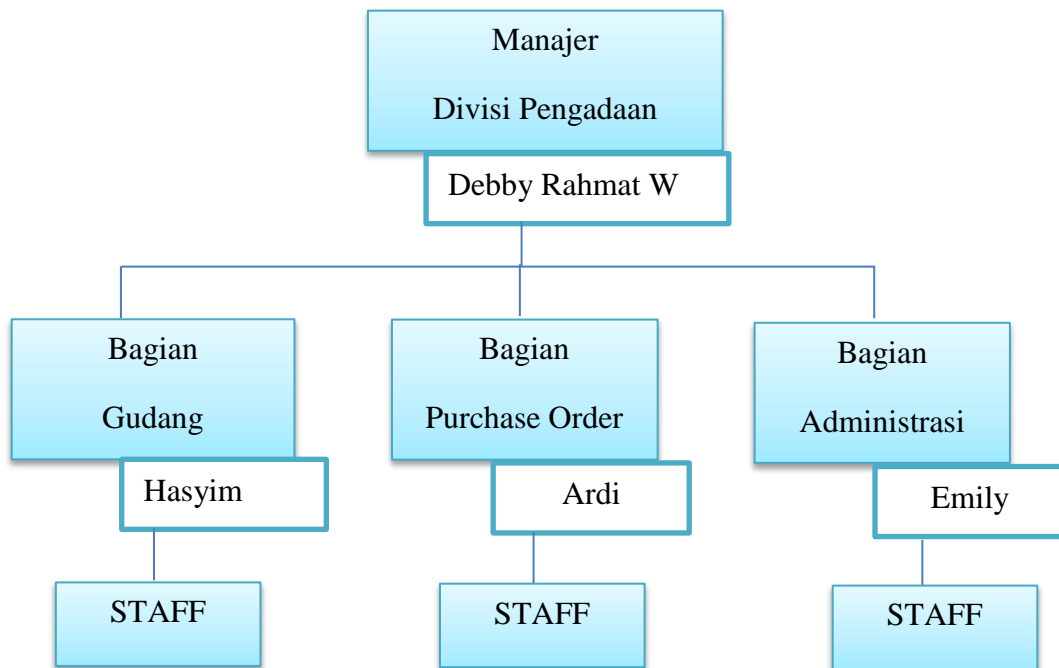 Manajer
Divisi Pengadaan
Debby Rahmat W
Bagian
Gudang
Hasyim
Bagian
Purchase Order
Ardi
Bagian
Administrasi
Emily
STAFF
STAFF
STAFF